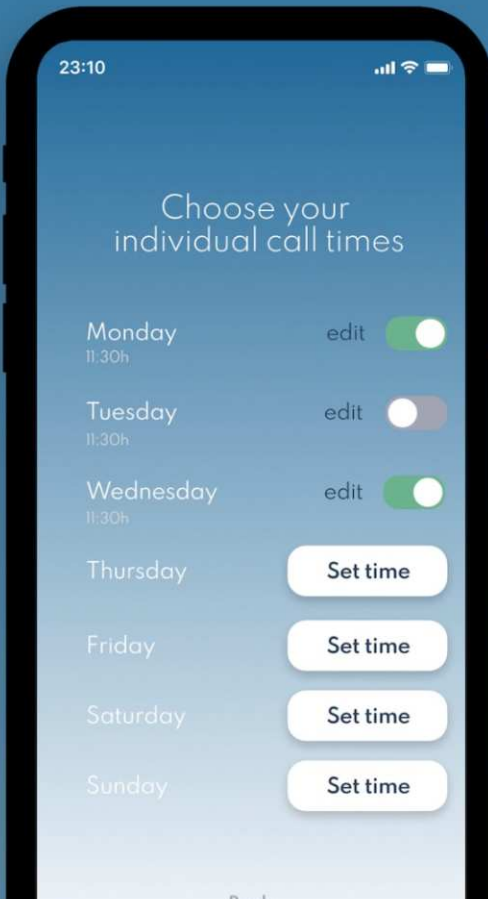 23:10
Choose your
individual call times
Monday edit
11:30h
Tuesday edit
11:30h
Wednesday edit
11:30h
Thursday Set time
Friday Set time
Saturday Set time
Sunday Set time